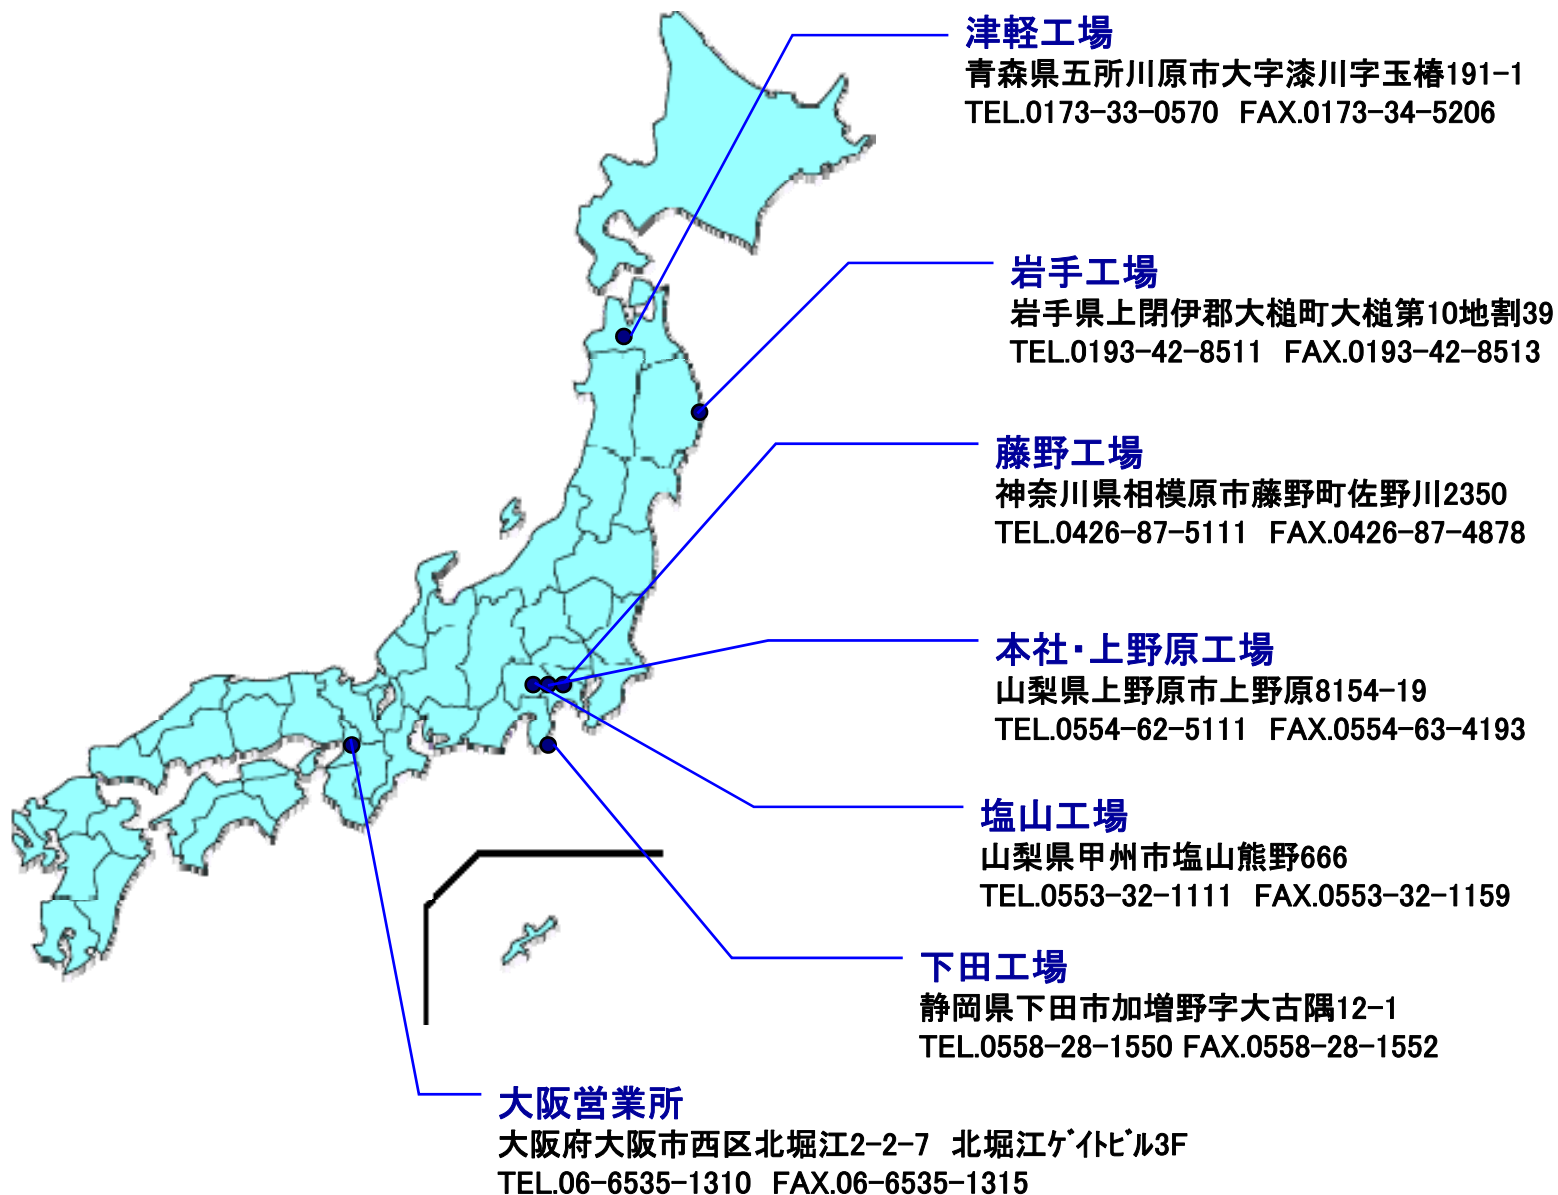 津軽工場
青森県五所川原市大字漆川字玉椿191-1
TEL.0173-33-0570 FAX.0173-34-5206
岩手工場
岩手県上閉伊郡大槌町大槌第10地割39
TEL.0193-42-8511 FAX.0193-42-8513
藤野工場
神奈川県相模原市藤野町佐野川2350
TEL.0426-87-5111 FAX.0426-87-4878
本社・上野原工場
山梨県上野原市上野原8154-19
TEL.0554-62-5111 FAX.0554-63-4193
塩山工場
山梨県甲州市塩山熊野666
TEL.0553-32-1111 FAX.0553-32-1159
下田工場
静岡県下田市加増野字大古隅12-1
TEL.0558-28-1550 FAX.0558-28-1552
大阪営業所
大阪府大阪市西区北堀江2-2-7 北堀江ｹﾞｲﾄﾋﾞﾙ3F
TEL.06-6535-1310 FAX.06-6535-1315